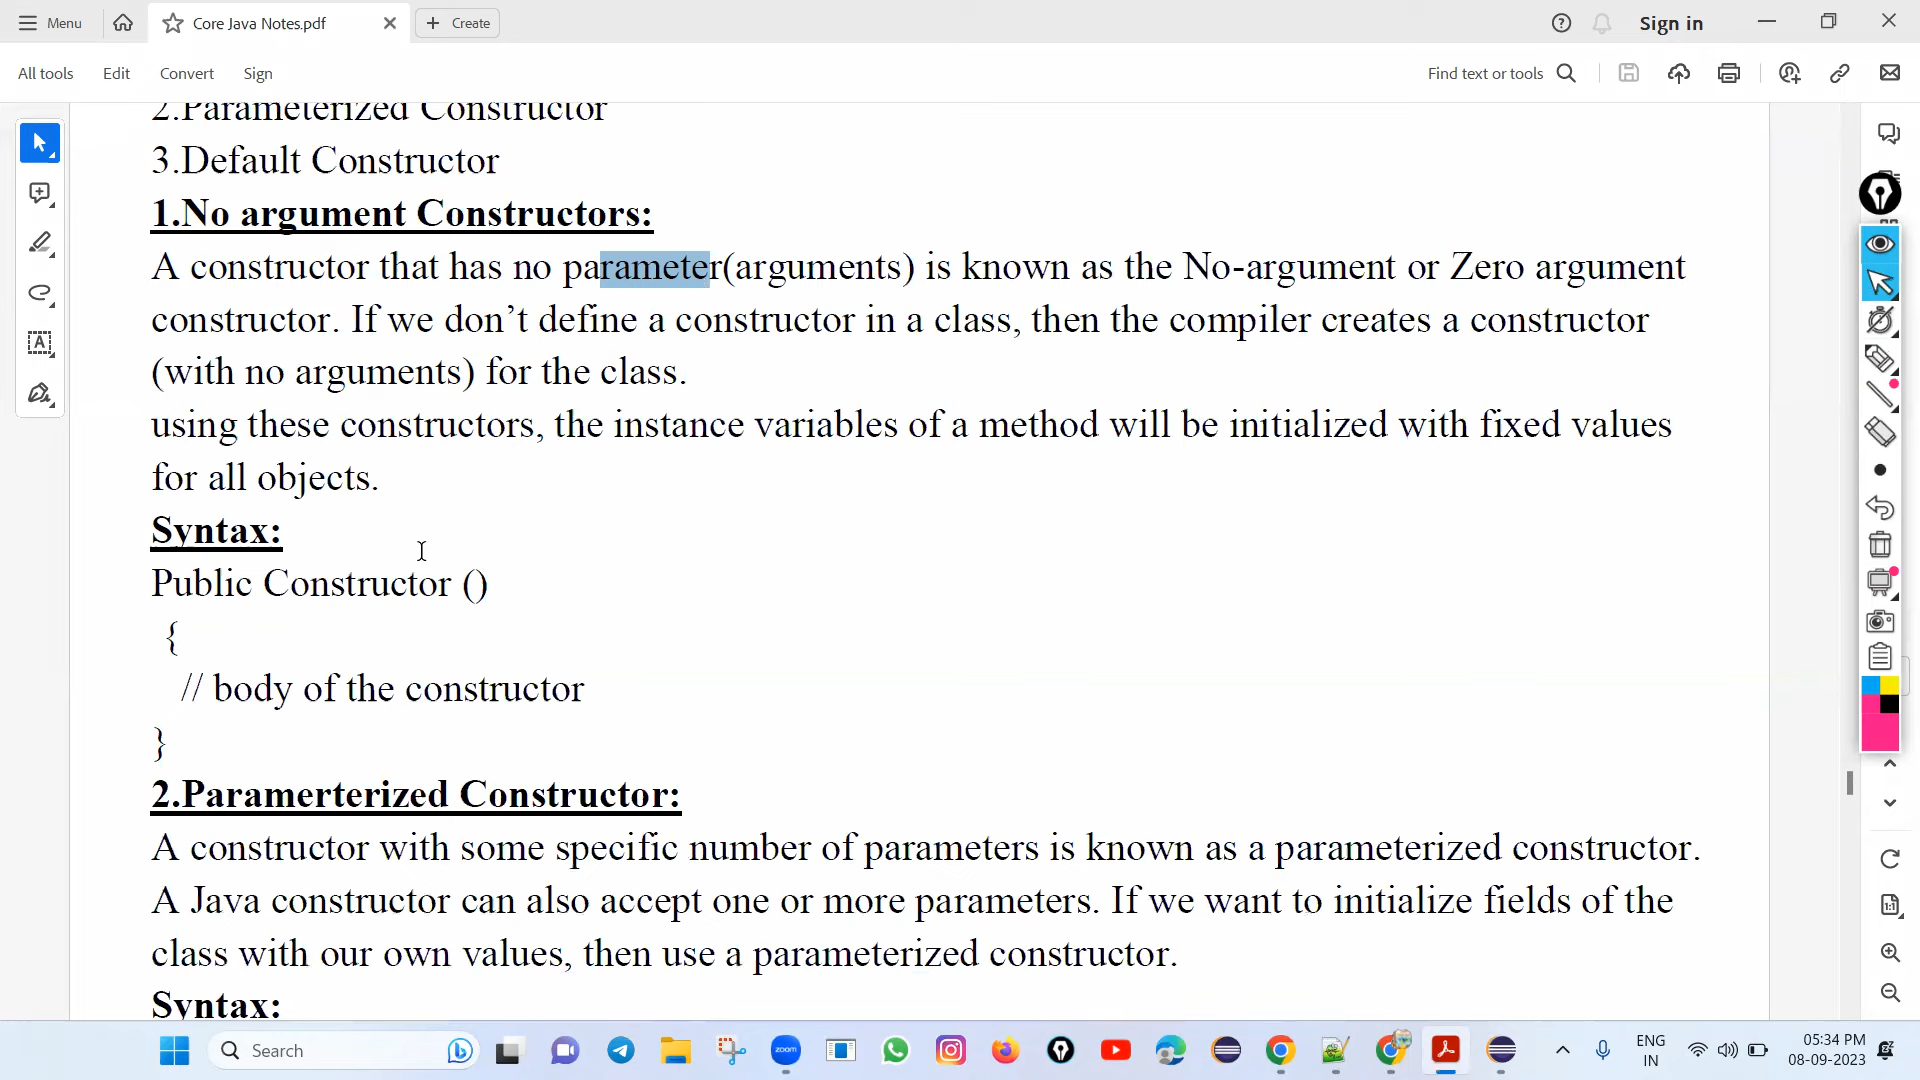 Menu
Core Java Notes.pdf
Create
Sign in
All tools
Edit
Convert
Sign
Find text or tools
2.Parameterized Constructor
3.Default Constructor
1.No argument Constructors:
A constructor that has no parameter(arguments) is known as the No-argument or Zero argument
constructor. If we don’t define a constructor in a class, then the compiler creates a constructor
(with no arguments) for the class.
using these constructors, the instance variables of a method will be initialized with fixed values
for all objects.
Syntax:
Public Constructor ()
{
// body of the constructor
}
2.Paramerterized Constructor:
A constructor with some specific number of parameters is known as a parameterized constructor.
A Java constructor can also accept one or more parameters. If we want to initialize fields of the
class with our own values, then use a parameterized constructor.
Syntax:
Search
zoom
ENG
IN
05:34 PM
08-09-2023